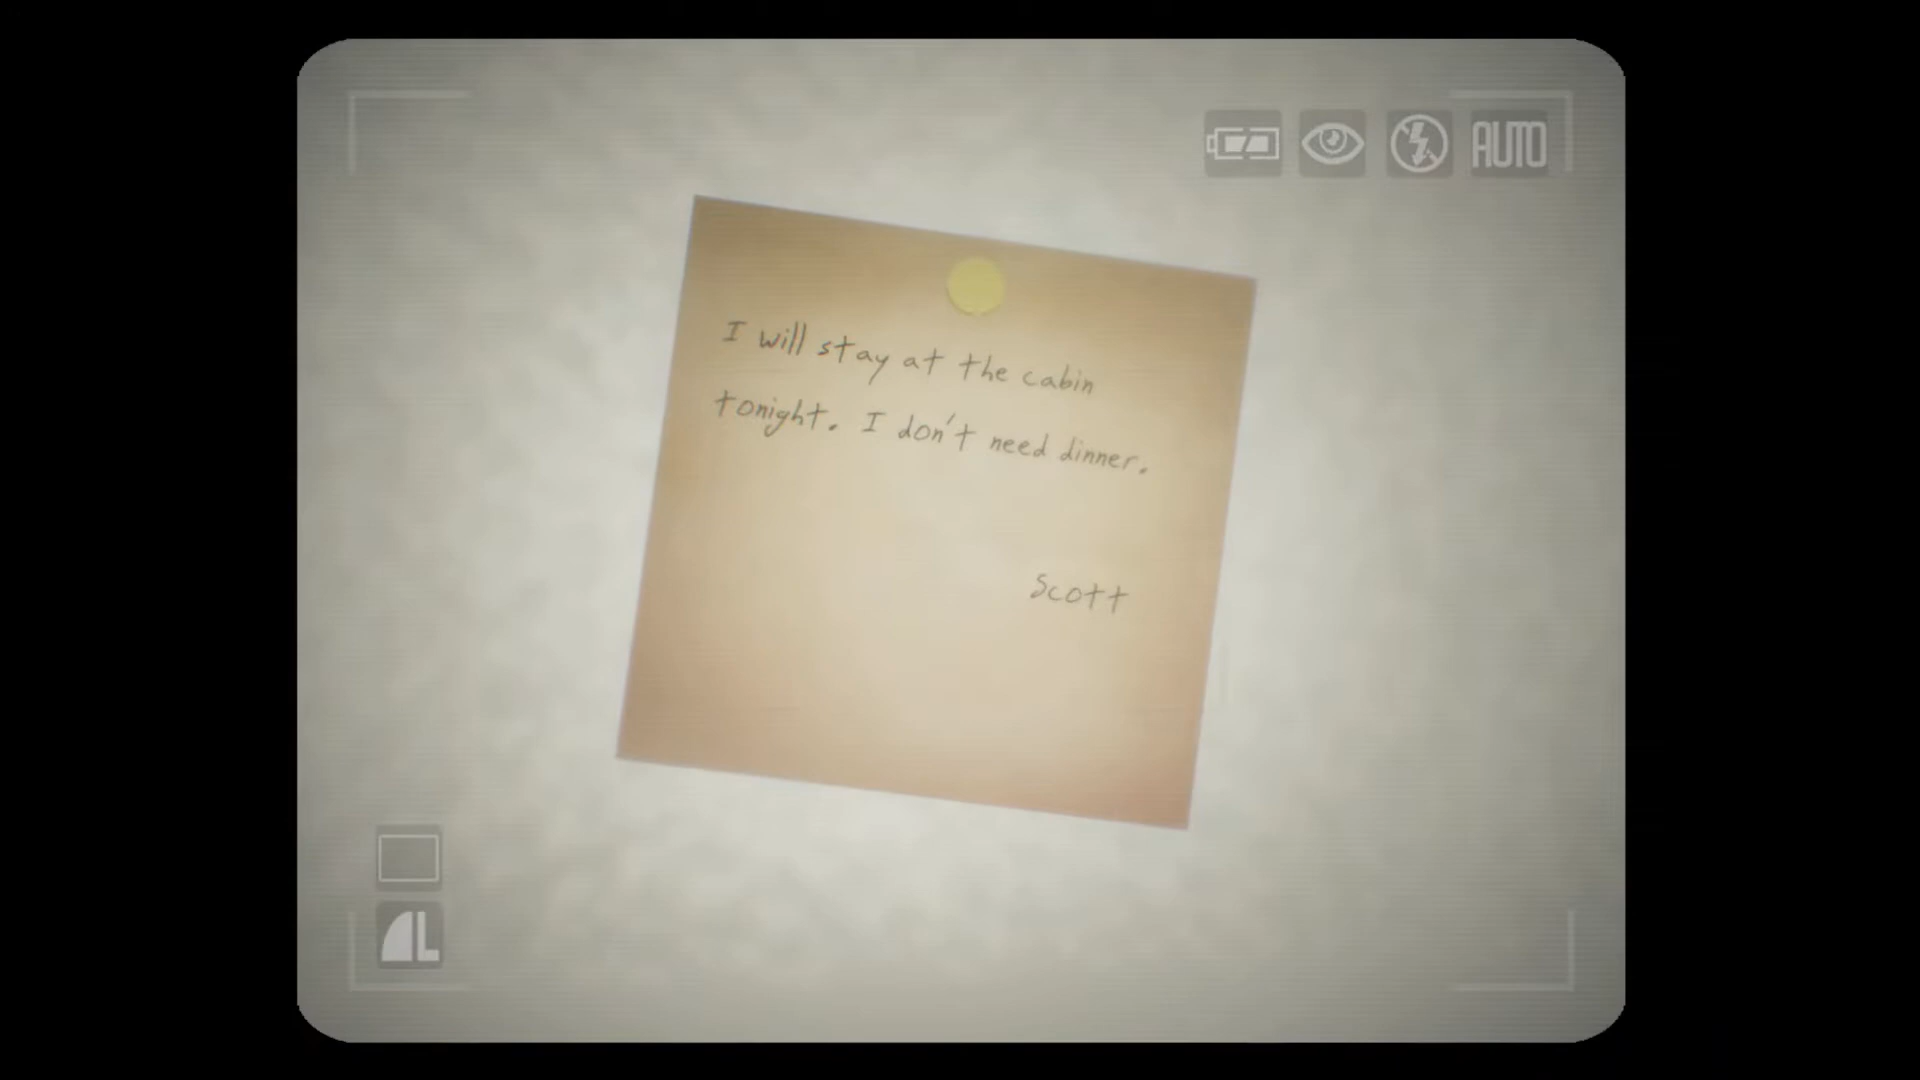 AUTO
I will stay at the cabin
tonight. I don't need dinner.
Scott
L